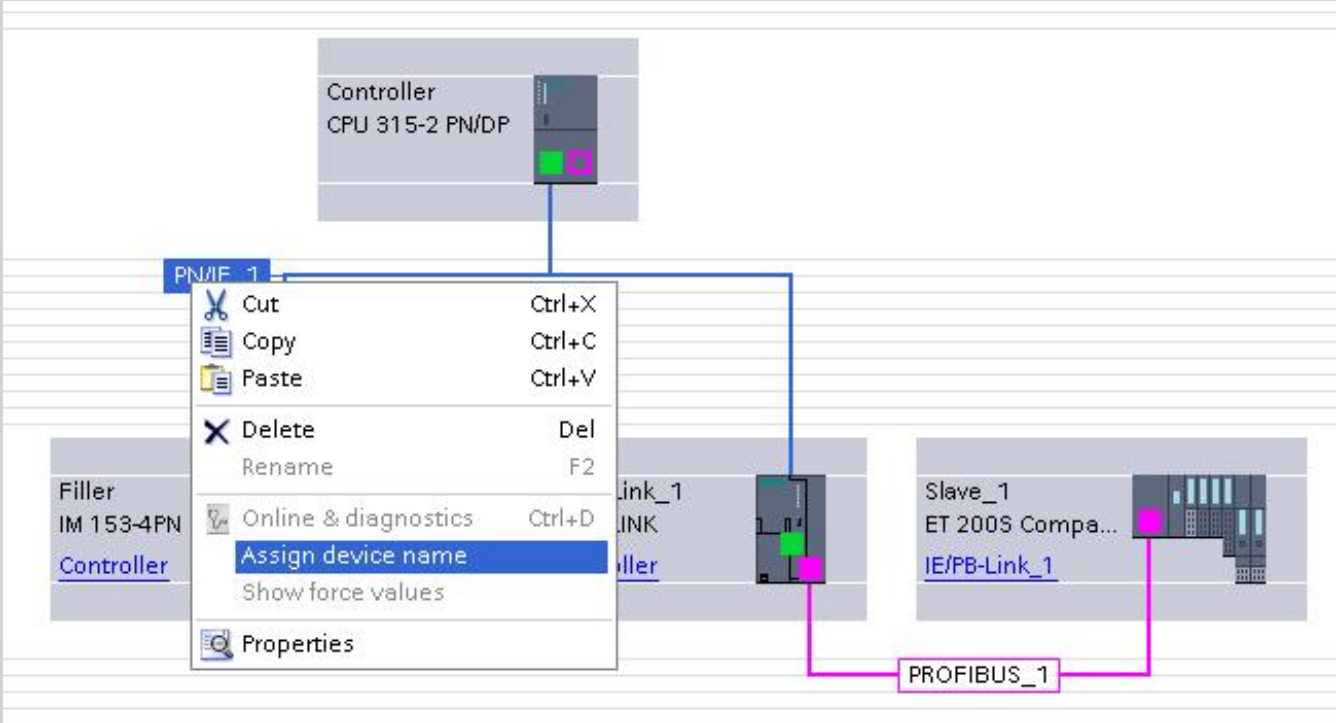 Controller
CPU 315-2 PN/DP
PN/IE_1
Cut Ctrl+X
Copy Ctrl+C
Paste Ctrl+V
Delete Del
Rename F2
Online & diagnostics Ctrl+D
Assign device name
Show force values
Properties
Filler
IM 153-4PN
Controller
Link_1
LINK
ller
Slave_1
ET 200S Compa...
IE/PB-Link_1
PROFIBUS_1